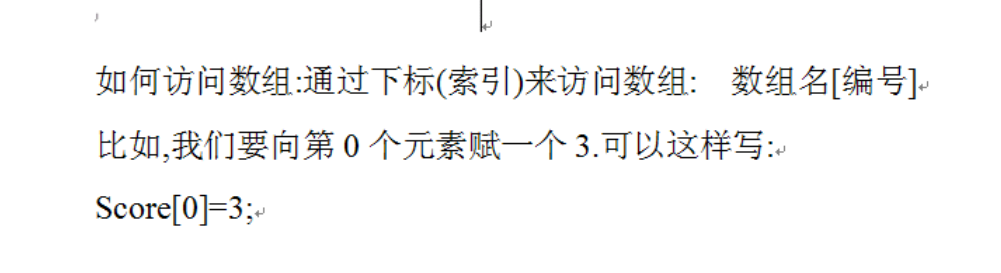 如何访问数组:通过下标(索引)来访问数组: 数组名[编号]
比如,我们要向第 0 个元素赋一个 3.可以这样写:
Score[0]=3;